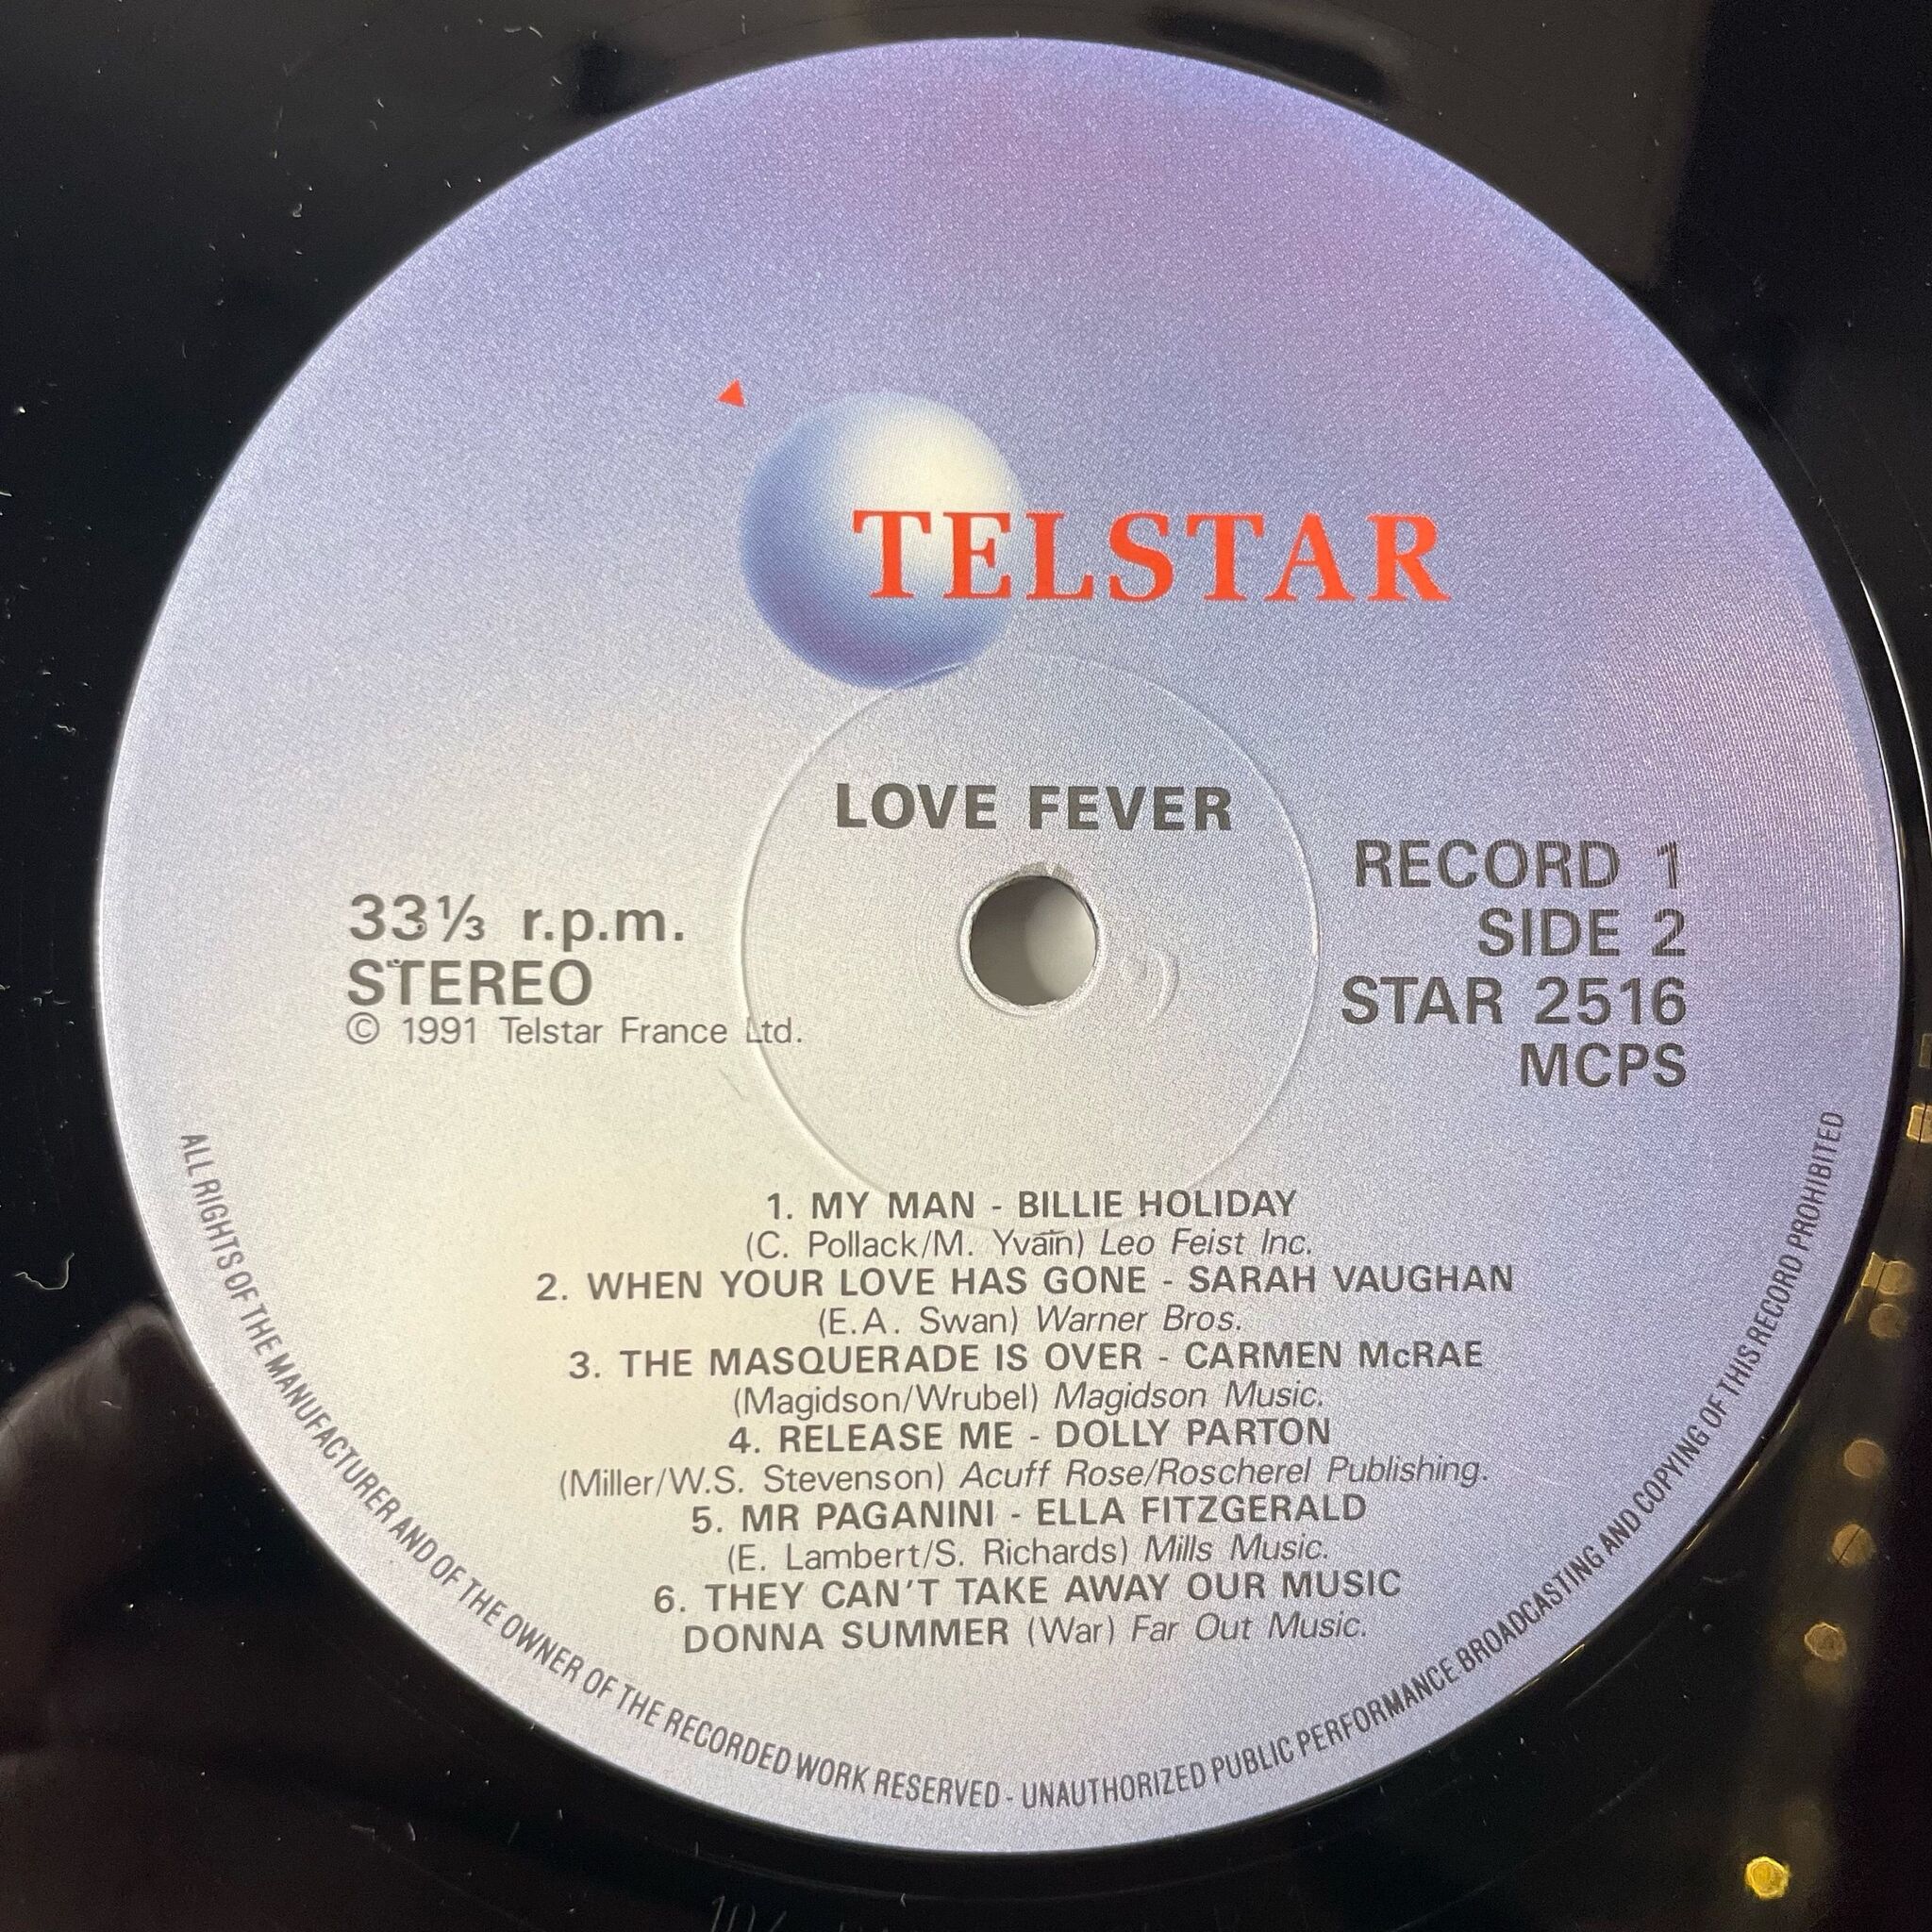 TELSTAR
LOVE FEVER
33⅓ r.p.m.
STEREO
© 1991 Telstar France Ltd.
RECORD 1
SIDE 2
STAR 2516
MCPS
1. MY MAN - BILLIE HOLIDAY
(C. Pollack/M. Yvain) Leo Feist Inc.
2. WHEN YOUR LOVE HAS GONE - SARAH VAUGHAN
(E.A. Swan) Warner Bros.
3. THE MASQUERADE IS OVER - CARMEN McRAE
(Magidson/Wrubel) Magidson Music.
4. RELEASE ME - DOLLY PARTON
(Miller/W.S. Stevenson) Acuff Rose/Roscherel Publishing.
5. MR PAGANINI - ELLA FITZGERALD
(E. Lambert/S. Richards) Mills Music.
6. THEY CAN'T TAKE AWAY OUR MUSIC
DONNA SUMMER (War) Far Out Music.
ALL RIGHTS OF THE MANUFACTURER AND OF THE OWNER OF THE RECORDED WORK RESERVED - UNAUTHORIZED PUBLIC PERFORMANCE BROADCASTING AND COPYING OF THIS RECORD PROHIBITED